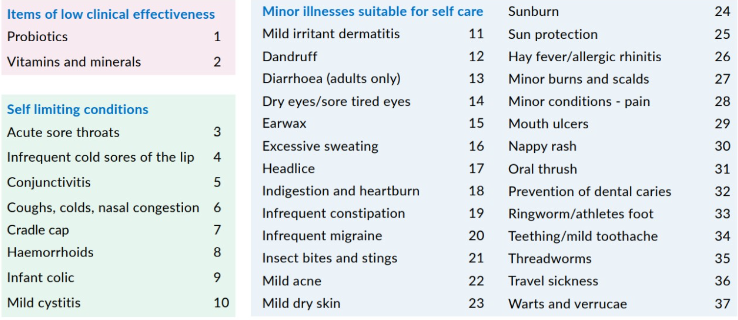 Items of low clinical effectiveness
Probiotics 1
Vitamins and minerals 2
Self limiting conditions
Acute sore throats 3
Infrequent cold sores of the lip 4
Conjunctivitis 5
Coughs, colds, nasal congestion 6
Cradle cap 7
Haemorrhoids 8
Infant colic 9
Mild cystitis 10
Minor illnesses suitable for self care
Mild irritant dermatitis 11
Dandruff 12
Diarrhoea (adults only) 13
Dry eyes/sore tired eyes 14
Earwax 15
Excessive sweating 16
Headlice 17
Indigestion and heartburn 18
Infrequent constipation 19
Infrequent migraine 20
Insect bites and stings 21
Mild acne 22
Mild dry skin 23
Sunburn 24
Sun protection 25
Hay fever/allergic rhinitis 26
Minor burns and scalds 27
Minor conditions - pain 28
Mouth ulcers 29
Nappy rash 30
Oral thrush 31
Prevention of dental caries 32
Ringworm/athletes foot 33
Teething/mild toothache 34
Threadworms 35
Travel sickness 36
Warts and verrucae 37